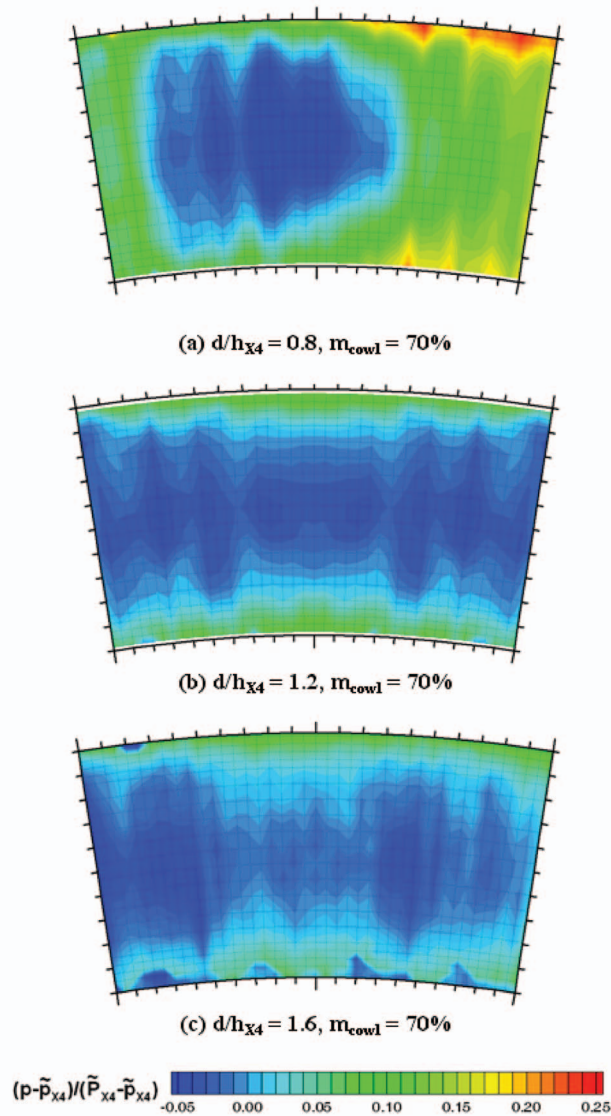 (a) d/hX4 = 0.8, mcowl = 70%
(b) d/hX4 = 1.2, mcowl = 70%
(c) d/hX4 = 1.6, mcowl = 70%
(p-p̃X4)/(P̃X4-p̃X4)
-0.05 0.00 0.05 0.10 0.15 0.20 0.25